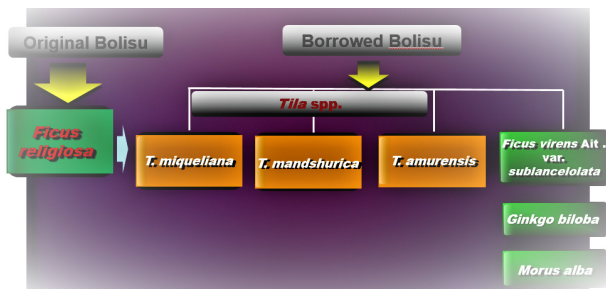 Original Bolisu
Borrowed Bolisu
Tila spp.
Ficus
religiosa
T. miqueliana
T. mandshurica
T. amurensis
Ficus virens Ait .
var.
sublancelolata
Ginkgo biloba
Morus alba